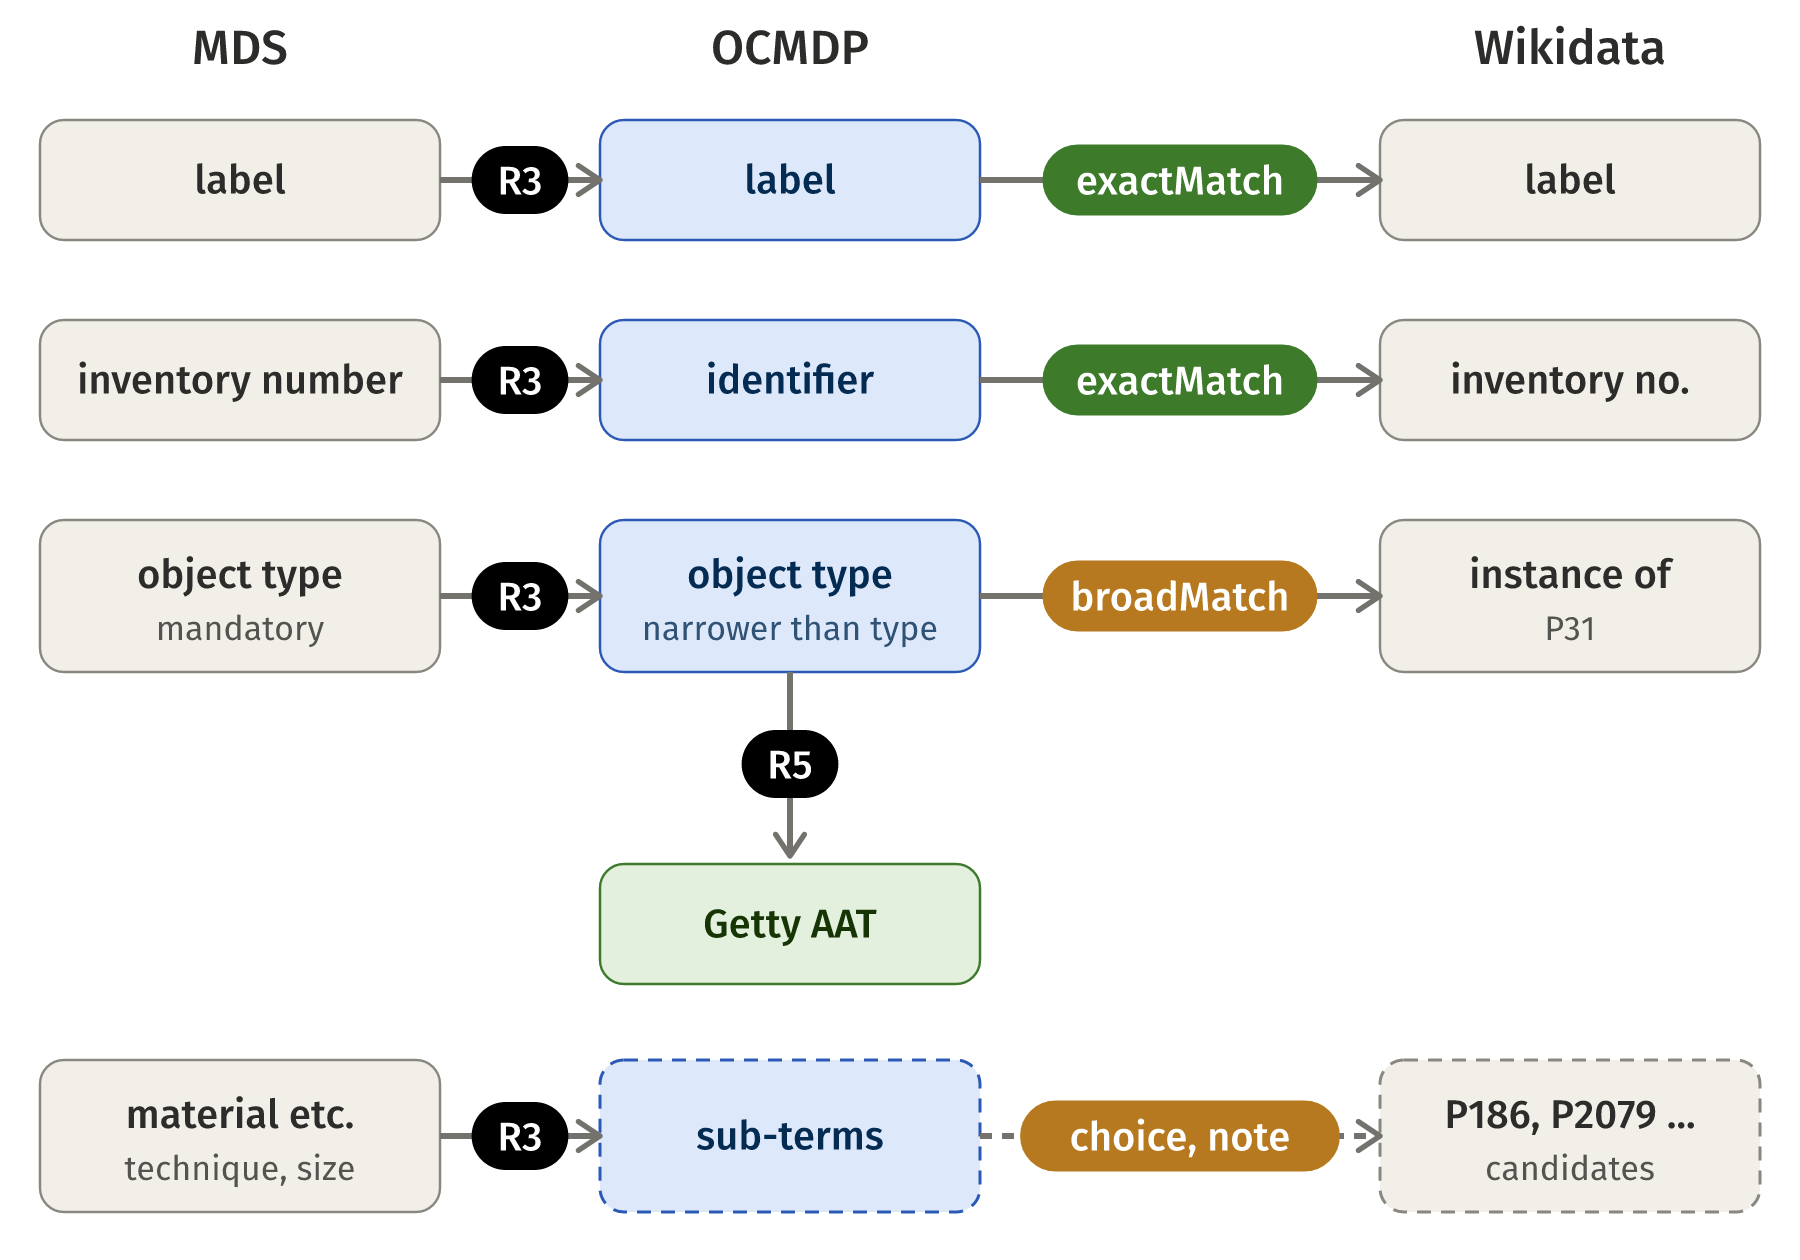 MDS
OCMDP
Wikidata
label
R3
label
exactMatch
label
inventory number
R3
identifier
exactMatch
inventory no.
object type
mandatory
R3
object type
narrower than type
broadMatch
instance of
P31
R5
Getty AAT
material etc.
technique, size
R3
sub-terms
choice, note
P186, P2079 ...
candidates